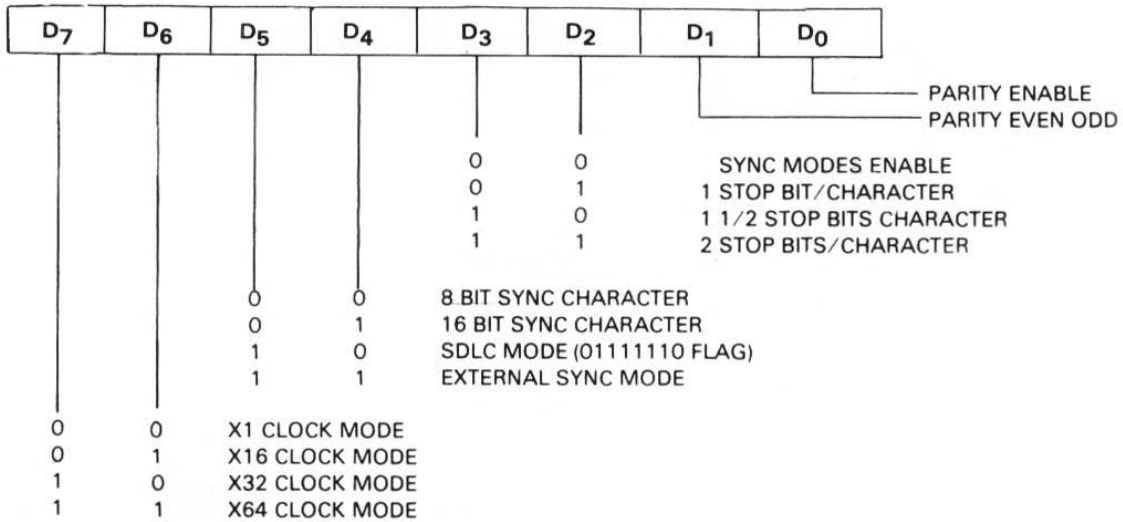 D7 D6 D5 D4 D3 D2 D1 D0
PARITY ENABLE
PARITY EVEN ODD
0 0 SYNC MODES ENABLE
0 1 1 STOP BIT/CHARACTER
1 0 1 1/2 STOP BITS CHARACTER
1 1 2 STOP BITS/CHARACTER
0 0 8 BIT SYNC CHARACTER
0 1 16 BIT SYNC CHARACTER
1 0 SDLC MODE (01111110 FLAG)
1 1 EXTERNAL SYNC MODE
0 0 X1 CLOCK MODE
0 1 X16 CLOCK MODE
1 0 X32 CLOCK MODE
1 1 X64 CLOCK MODE